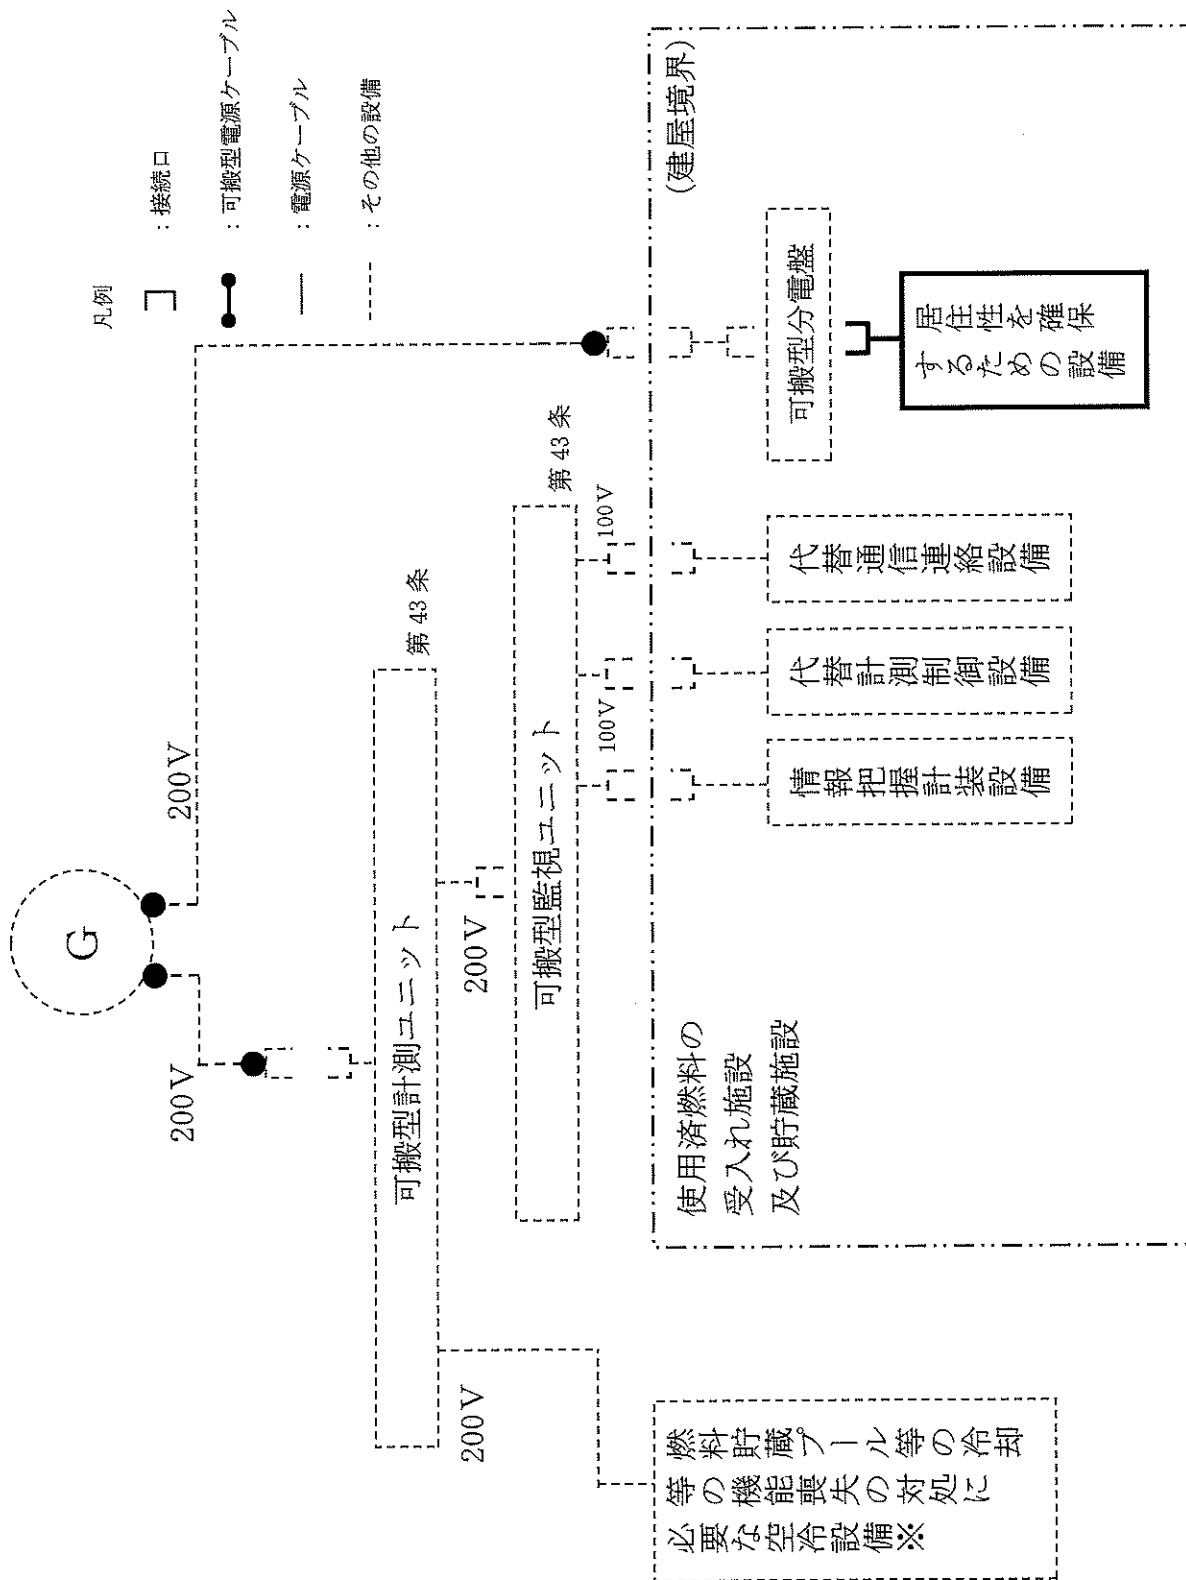 凡例
：接続口
：可搬型電源ケーブル
：電源ケーブル
：その他の設備
G
200V
200V
可搬型計測ユニット
第43条
200V
200V
可搬型監視ユニット
第43条
100V
100V
(建屋境界)
使用済燃料の
受入れ施設
及び貯蔵施設
燃料貯蔵プール等の冷却
等の機能喪失の対処に
必要な空冷設備※
情報把握計装設備
代替計測制御設備
代替通信連絡設備
可搬型分電盤
居住性を確保
するための設備